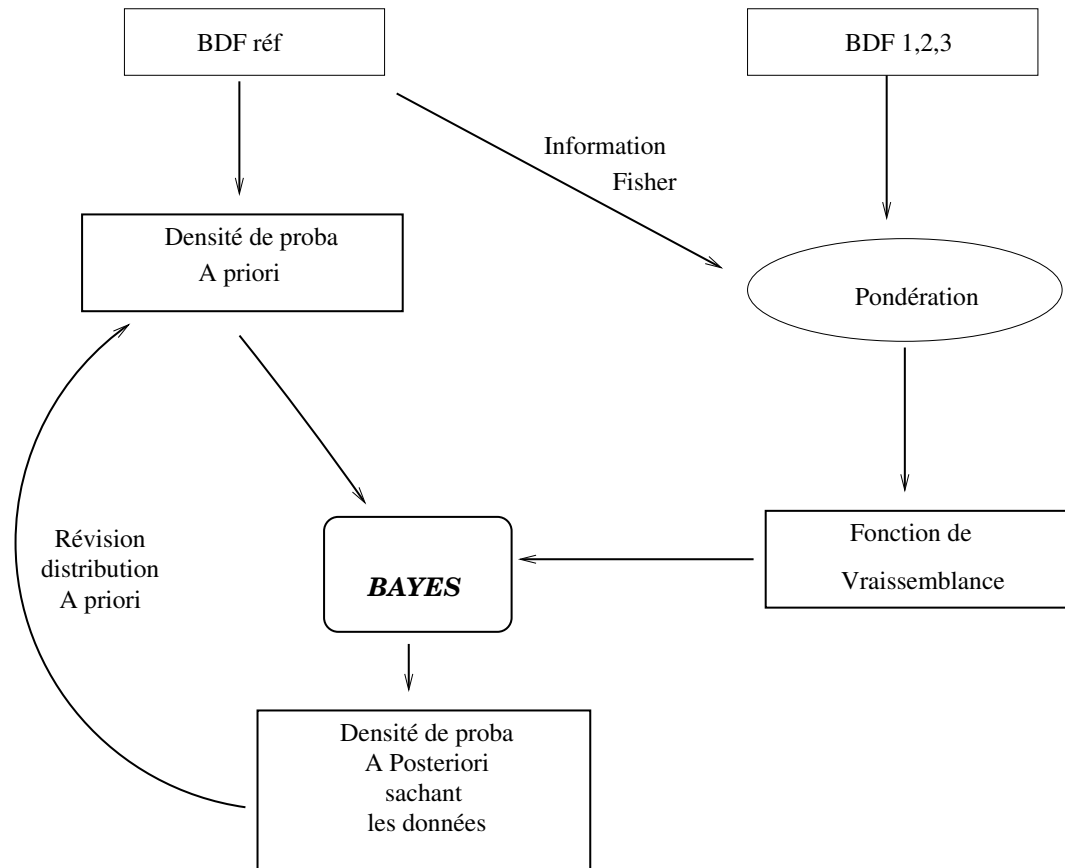 BDF réf
BDF 1,2,3
Information
Fisher
Densité de proba
A priori
Pondération
Révision
distribution
A priori
BAYES
Fonction de
Vraissemblance
Densité de proba
A Posteriori
sachant
les données